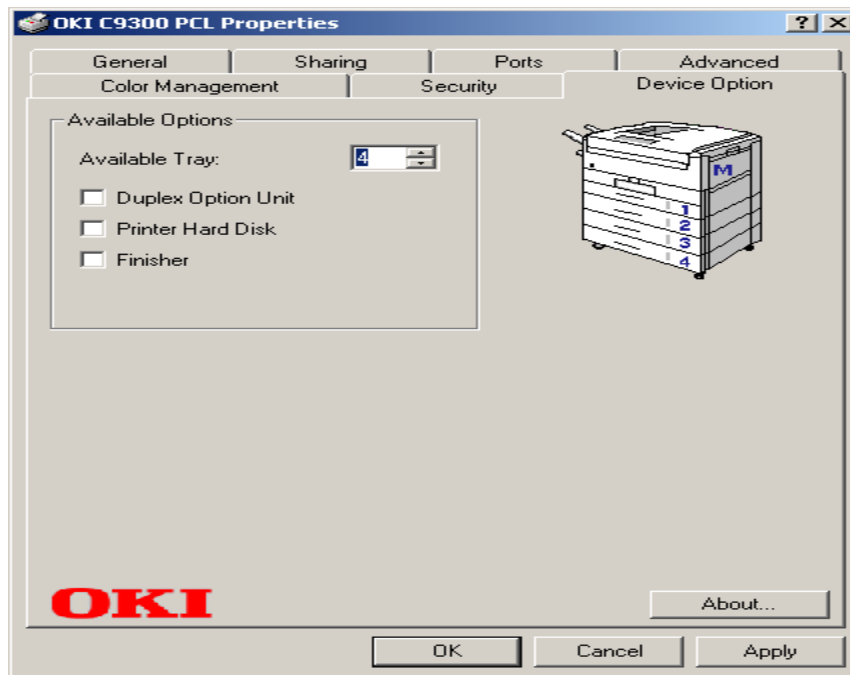 OKI C9300 PCL Properties
General Sharing Ports Advanced
Color Management Security Device Option
Available Options
Available Tray: 4
Duplex Option Unit
Printer Hard Disk
Finisher
M
1
2
3
4
OKI
About...
OK Cancel Apply